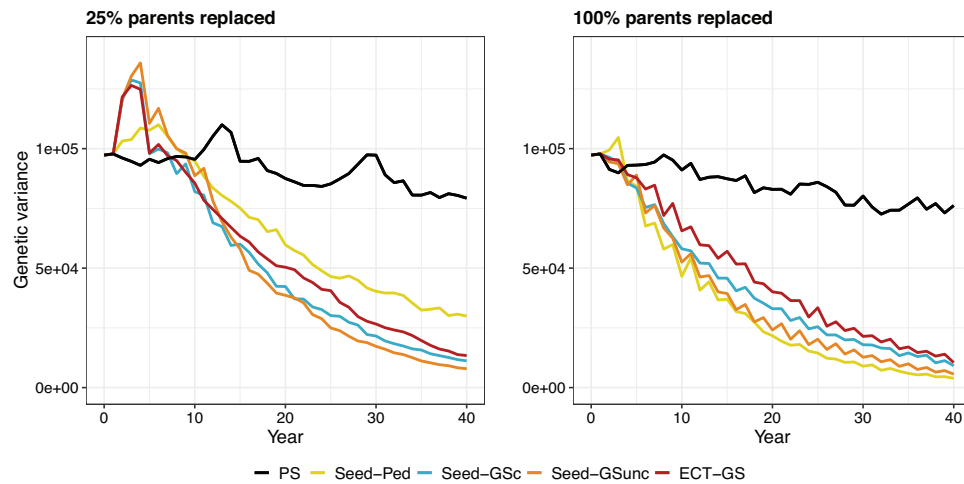 25% parents replaced
100% parents replaced
Genetic variance
1e+05
5e+04
0e+00
0 10 20 30 40
Year
1e+05
5e+04
0e+00
0 10 20 30 40
Year
PS Seed−Ped Seed−GSc Seed−GSunc ECT−GS